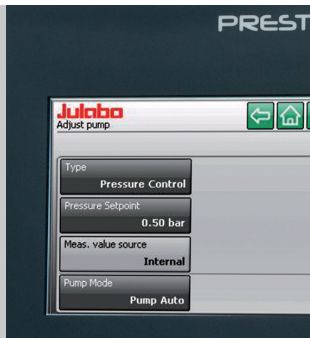 PREST
Julabo
Adjust pump
Type
Pressure Control
Pressure Setpoint
0.50 bar
Meas. value source
Internal
Pump Mode
Pump Auto